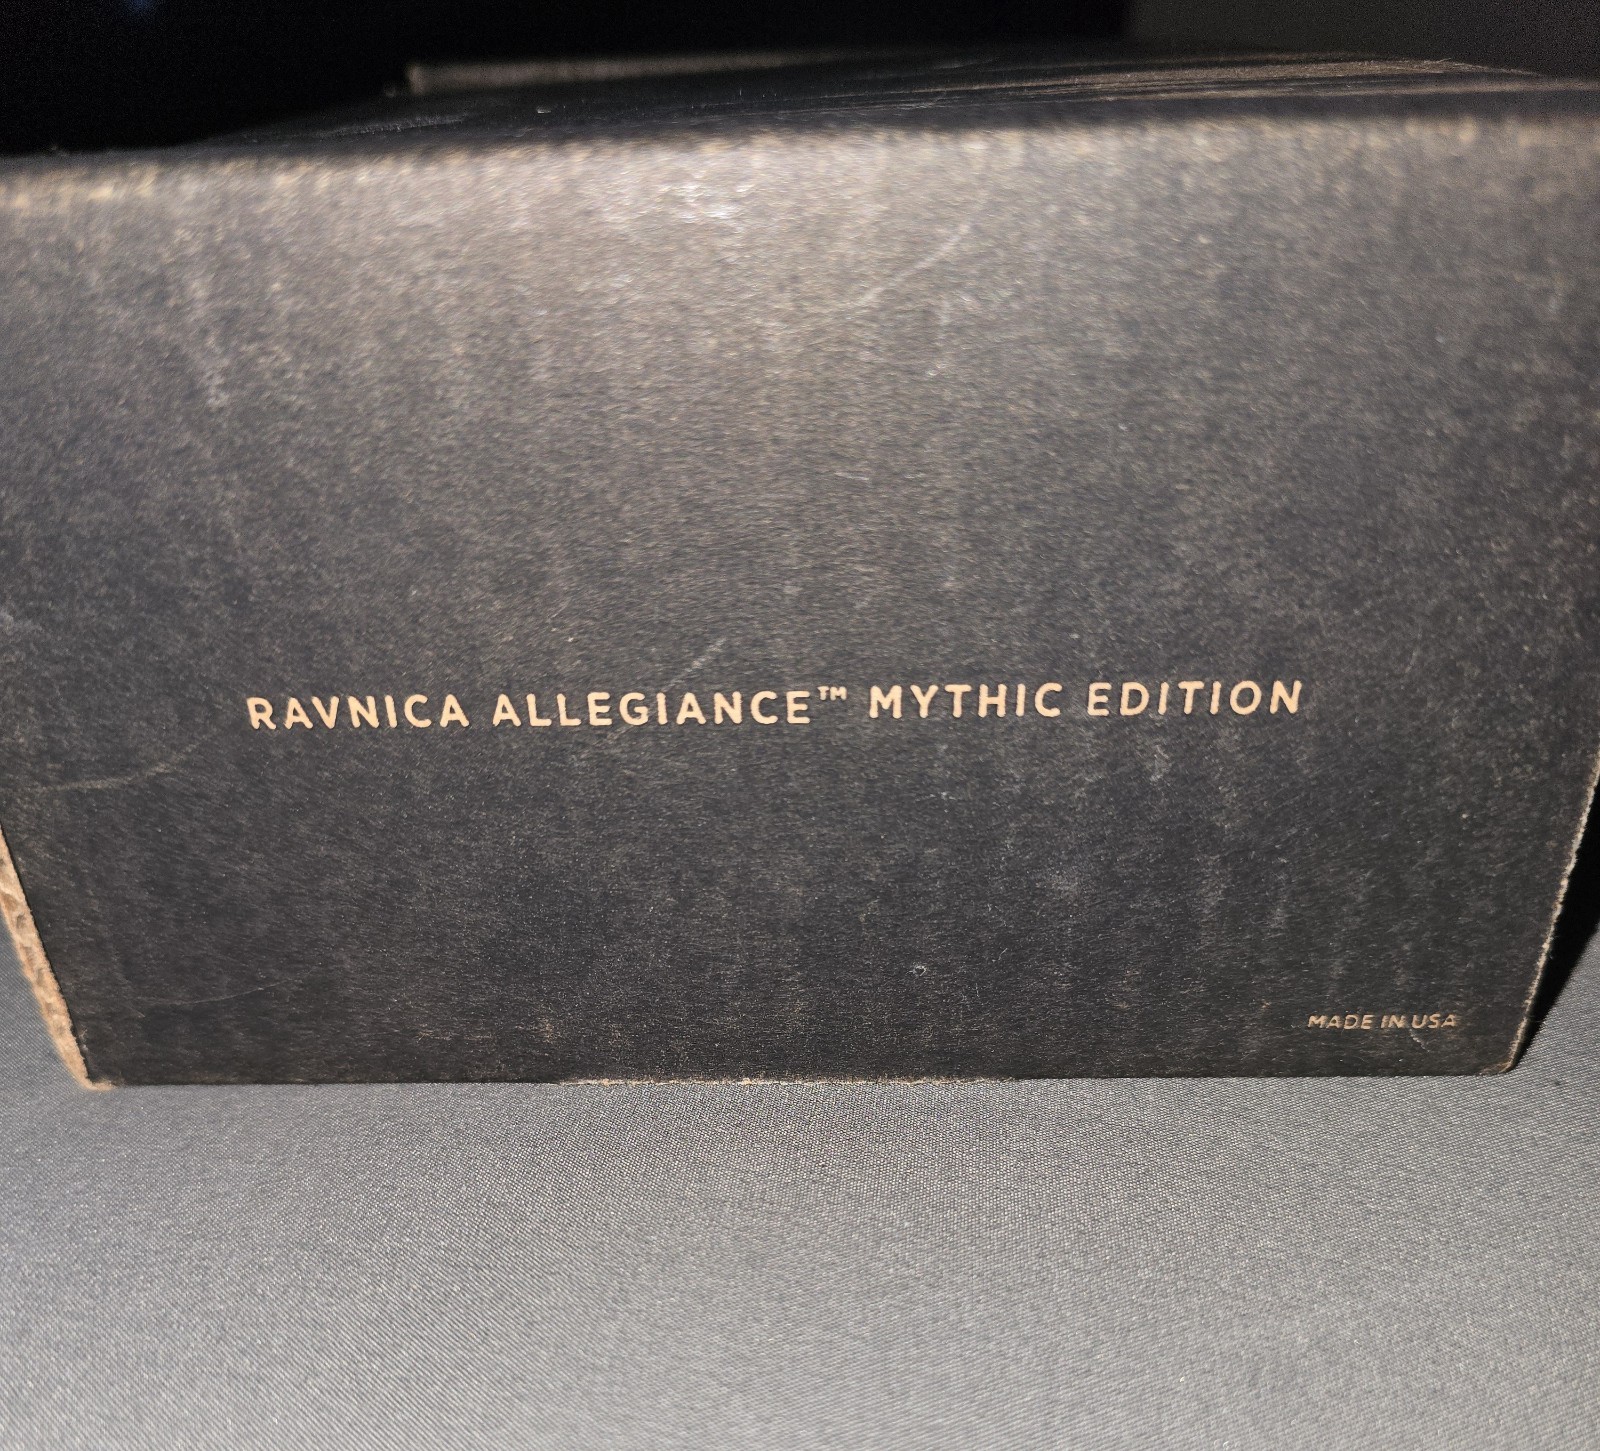 RAVNICA ALLEGIANCE™ MYTHIC EDITION
MADE IN USA